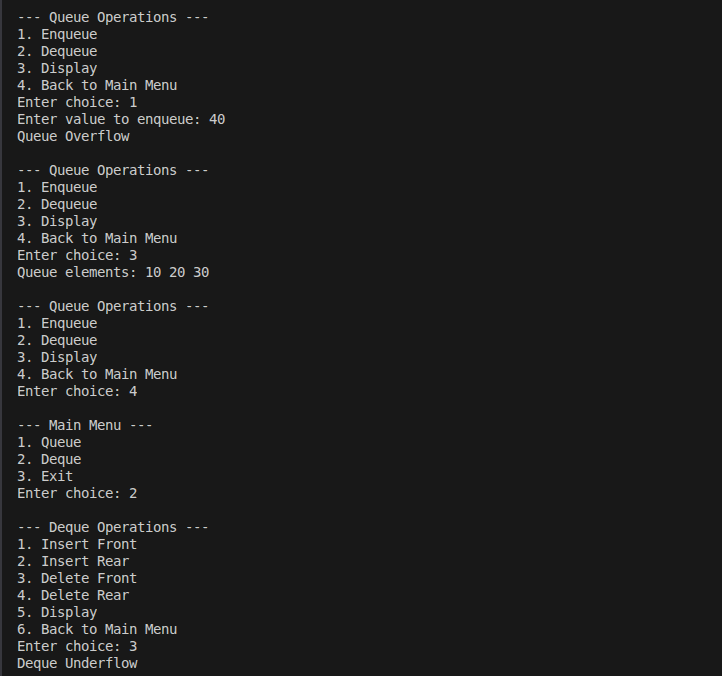 --- Queue Operations ---
1. Enqueue
2. Dequeue
3. Display
4. Back to Main Menu
Enter choice: 1
Enter value to enqueue: 40
Queue Overflow

--- Queue Operations ---
1. Enqueue
2. Dequeue
3. Display
4. Back to Main Menu
Enter choice: 3
Queue elements: 10 20 30

--- Queue Operations ---
1. Enqueue
2. Dequeue
3. Display
4. Back to Main Menu
Enter choice: 4

--- Main Menu ---
1. Queue
2. Deque
3. Exit
Enter choice: 2

--- Deque Operations ---
1. Insert Front
2. Insert Rear
3. Delete Front
4. Delete Rear
5. Display
6. Back to Main Menu
Enter choice: 3
Deque Underflow